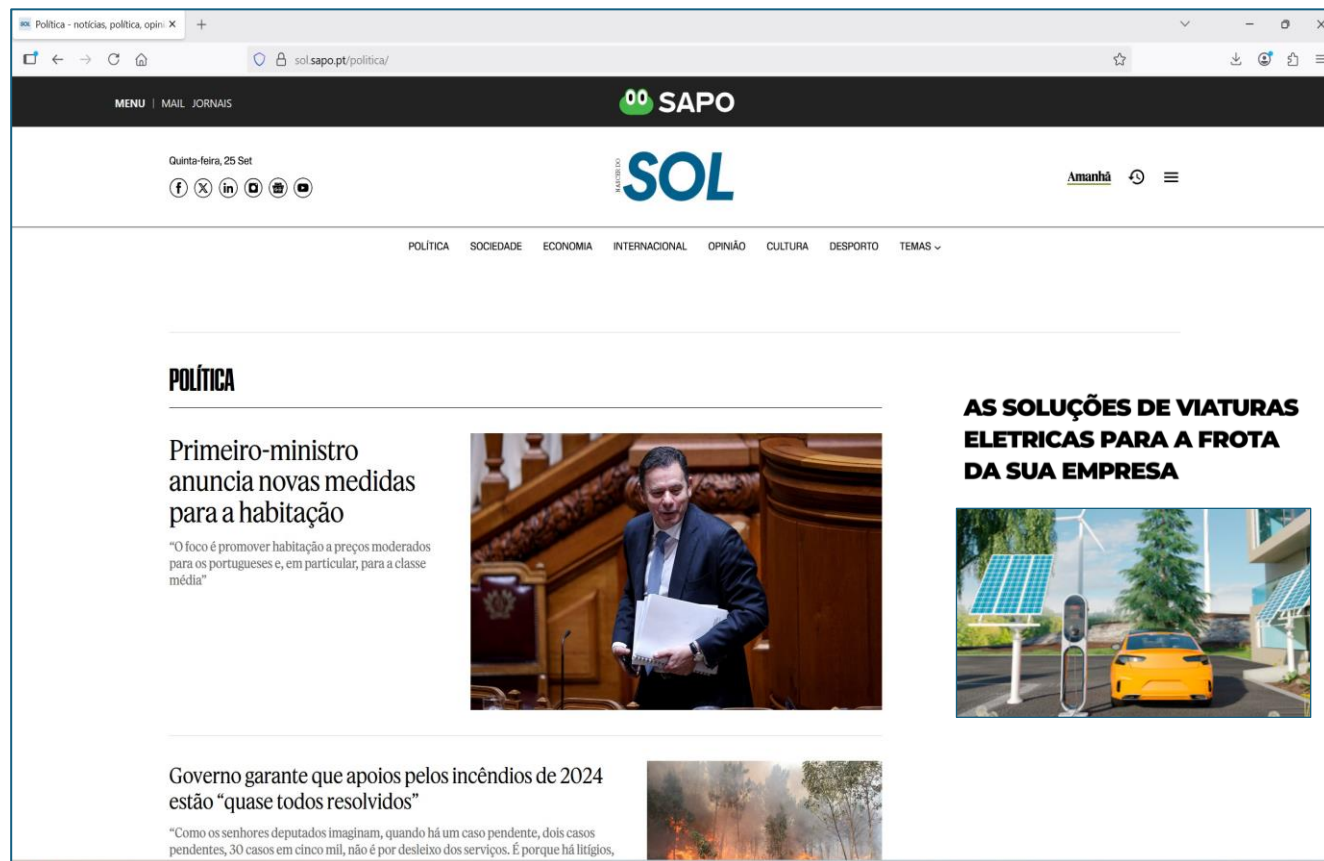 Política - notícias, política, opini
sol.sapo.pt/politica/
MENU | MAIL JORNAIS
SAPO
Quinta-feira, 25 Set
NASCER DO
SOL
Amanhã
POLÍTICA SOCIEDADE ECONOMIA INTERNACIONAL OPINIÃO CULTURA DESPORTO TEMAS
POLÍTICA
Primeiro-ministro
anuncia novas medidas
para a habitação
“O foco é promover habitação a preços moderados
para os portugueses e, em particular, para a classe
média”
AS SOLUÇÕES DE VIATURAS
ELETRICAS PARA A FROTA
DA SUA EMPRESA
Governo garante que apoios pelos incêndios de 2024
estão “quase todos resolvidos”
“Como os senhores deputados imaginam, quando há um caso pendente, dois casos
pendentes, 30 casos em cinco mil, não é por desleixo dos serviços. É porque há litígios,